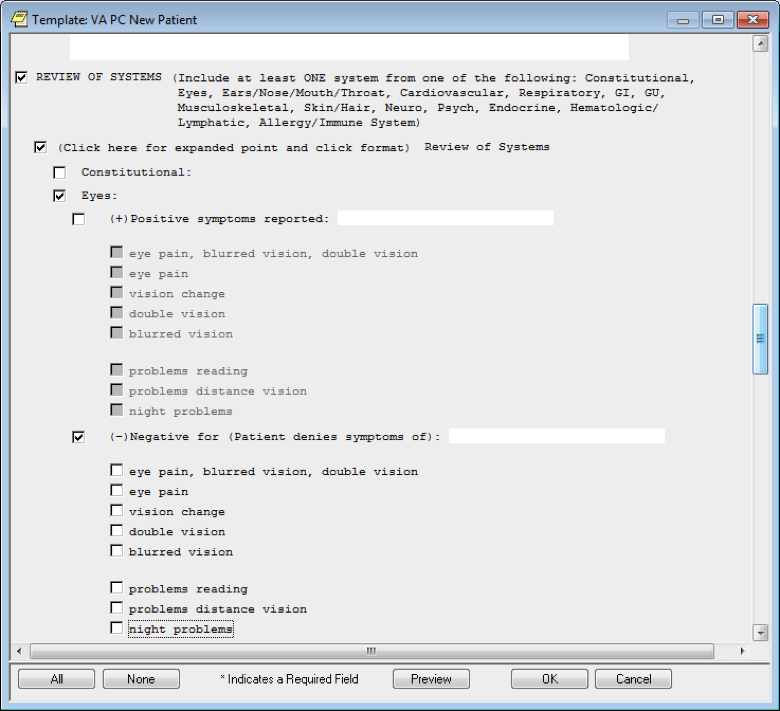 Template: VA PC New Patient
REVIEW OF SYSTEMS (Include at least ONE system from one of the following: Constitutional,
Eyes, Ears/Nose/Mouth/Throat, Cardiovascular, Respiratory, GI, GU,
Musculoskeletal, Skin/Hair, Neuro, Psych, Endocrine, Hematologic/
Lymphatic, Allergy/Immune System)
(Click here for expanded point and click format) Review of Systems
Constitutional:
Eyes:
(+)Positive symptoms reported:
eye pain, blurred vision, double vision
eye pain
vision change
double vision
blurred vision
problems reading
problems distance vision
night problems
(-)Negative for (Patient denies symptoms of):
eye pain, blurred vision, double vision
eye pain
vision change
double vision
blurred vision
problems reading
problems distance vision
night problems
All None * Indicates a Required Field Preview OK Cancel